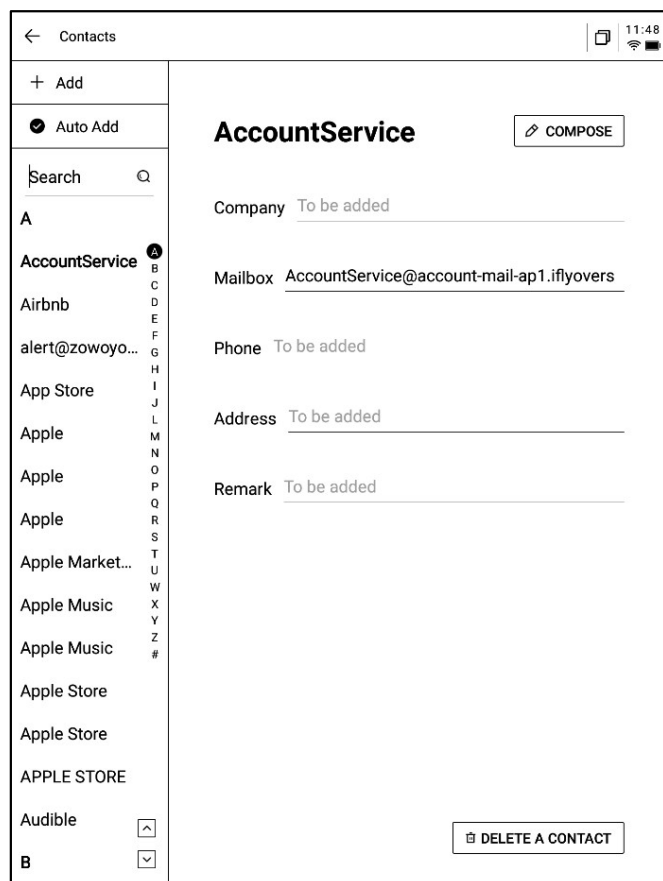 Contacts
11:48
+ Add
Auto Add
Search
A
AccountService
Airbnb
alert@zowoyo...
App Store
Apple
Apple
Apple
Apple Market...
Apple Music
Apple Music
Apple Store
Apple Store
APPLE STORE
Audible
B
A
B
C
D
E
F
G
H
I
J
L
M
N
O
P
Q
R
S
T
U
W
X
Y
Z
#
AccountService
COMPOSE
Company To be added
Mailbox AccountService@account-mail-ap1.iflyovers
Phone To be added
Address To be added
Remark To be added
DELETE A CONTACT